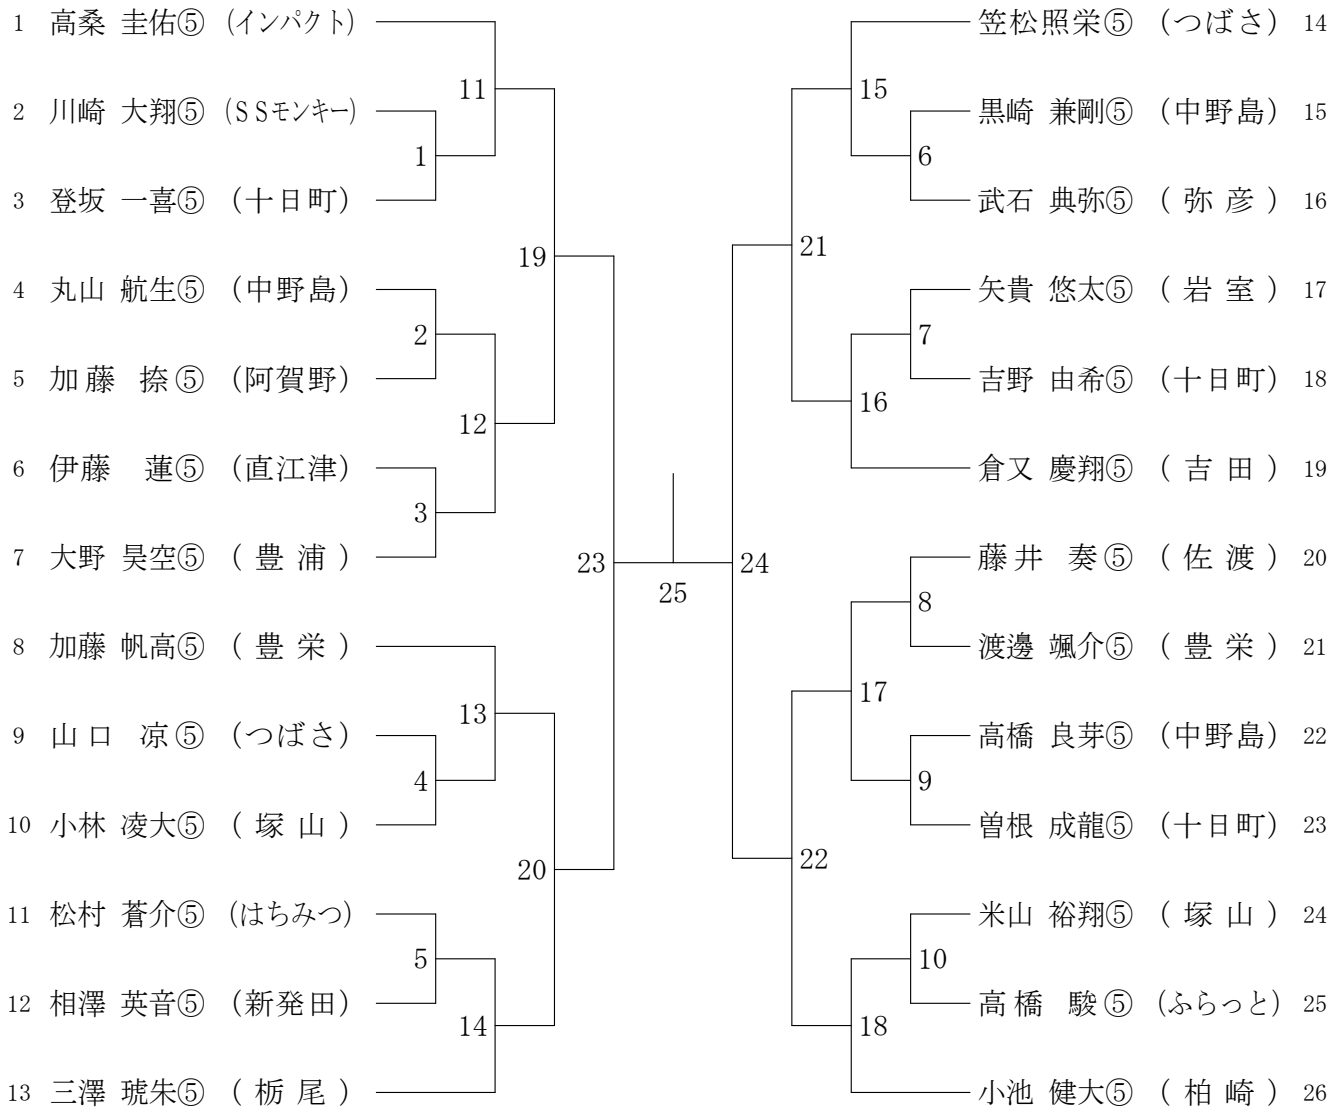 1 高桑 圭佑⑤ (インパクト)
2 川崎 大翔⑤ (SSモンキー)
3 登坂 一喜⑤ (十日町)
4 丸山 航生⑤ (中野島)
5 加藤 捺⑤ (阿賀野)
6 伊藤 蓮⑤ (直江津)
7 大野 昊空⑤ (豊浦)
8 加藤 帆高⑤ (豊栄)
9 山口 凉⑤ (つばさ)
10 小林 凌大⑤ (塚山)
11 松村 蒼介⑤ (はちみつ)
12 相澤 英音⑤ (新発田)
13 三澤 琥朱⑤ (栃尾)
11
1
19
2
12
3
23
13
4
20
5
14
25
15
6
21
7
16
24
8
17
9
22
10
18
笠松照栄⑤ (つばさ) 14
黒崎 兼剛⑤ (中野島) 15
武石 典弥⑤ (弥彦) 16
矢貴 悠太⑤ (岩室) 17
吉野 由希⑤ (十日町) 18
倉又 慶翔⑤ (吉田) 19
藤井 奏⑤ (佐渡) 20
渡邊 颯介⑤ (豊栄) 21
高橋 良芽⑤ (中野島) 22
曽根 成龍⑤ (十日町) 23
米山 裕翔⑤ (塚山) 24
高橋 駿⑤ (ふらっと) 25
小池 健大⑤ (柏崎) 26